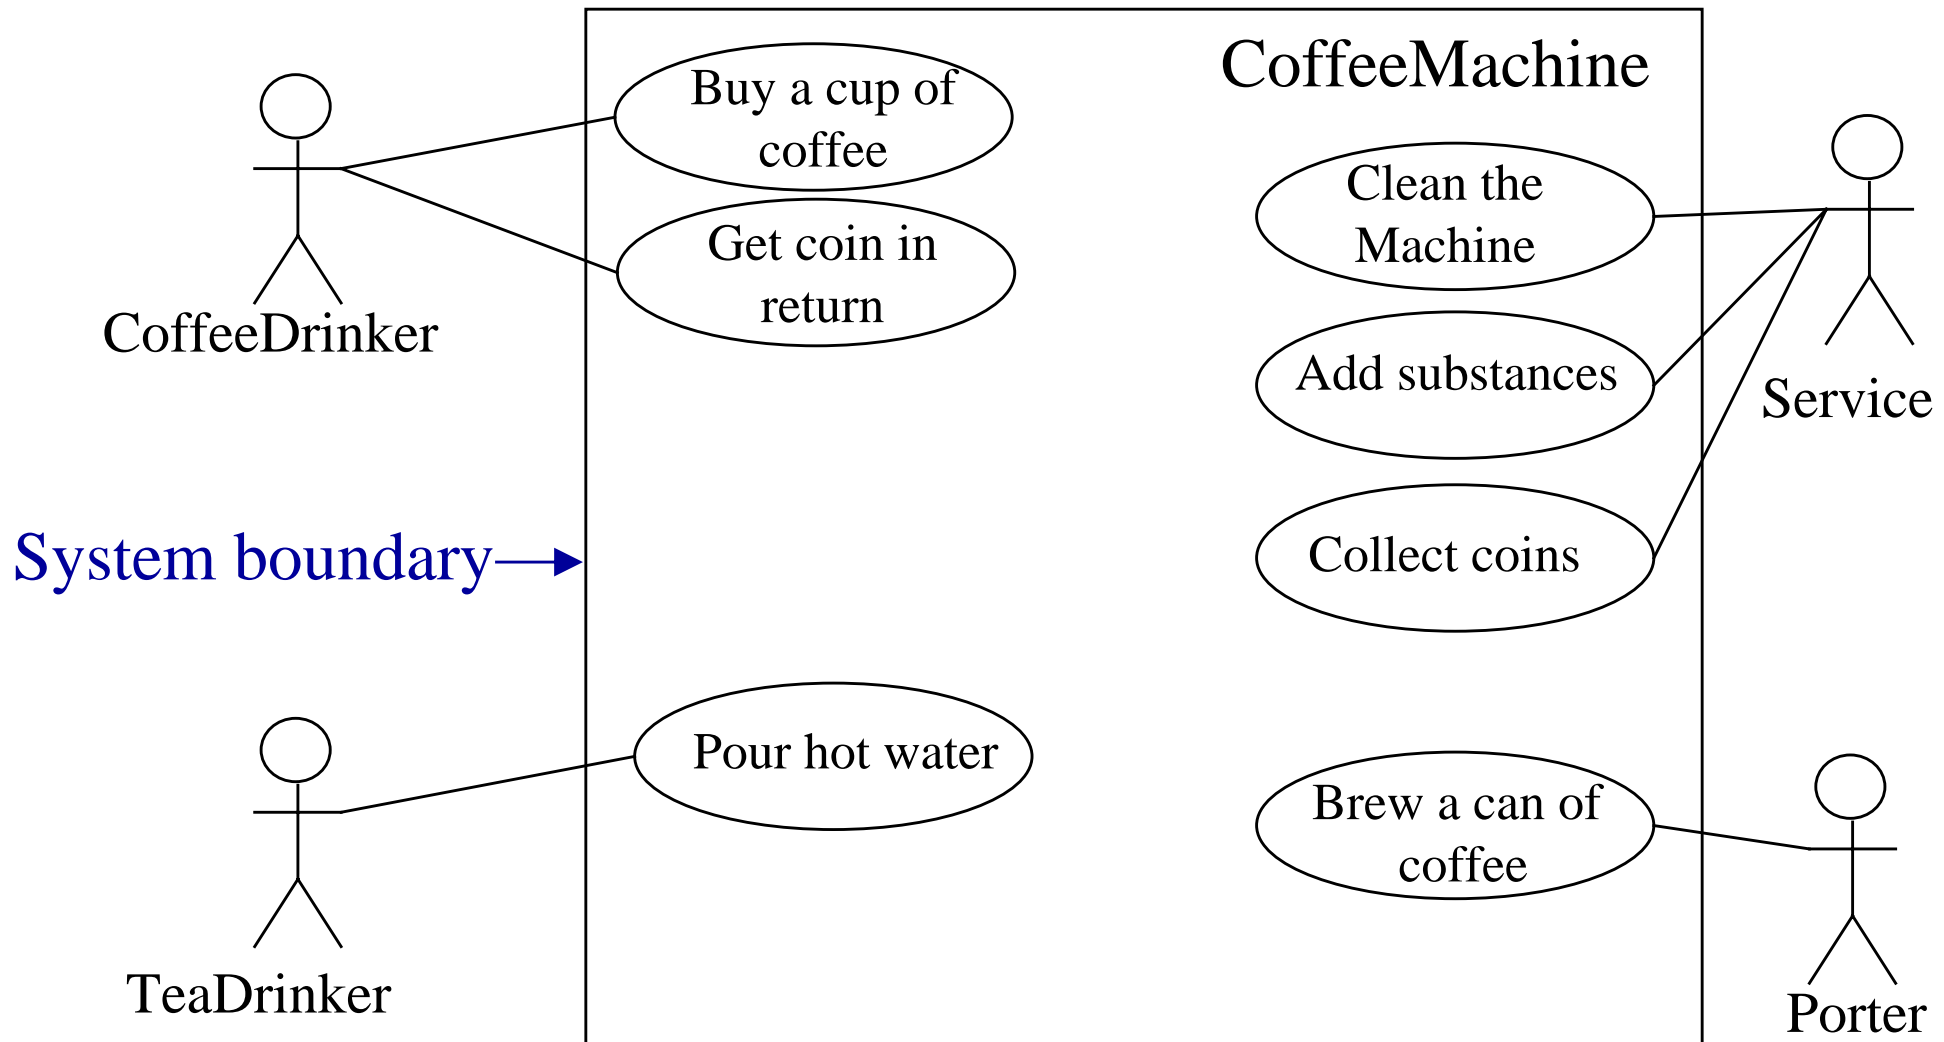 CoffeeMachine
Buy a cup of
coffee
Get coin in
return
CoffeeDrinker
Clean the
Machine
Add substances
Service
Collect coins
System boundary
Pour hot water
TeaDrinker
Brew a can of
coffee
Porter